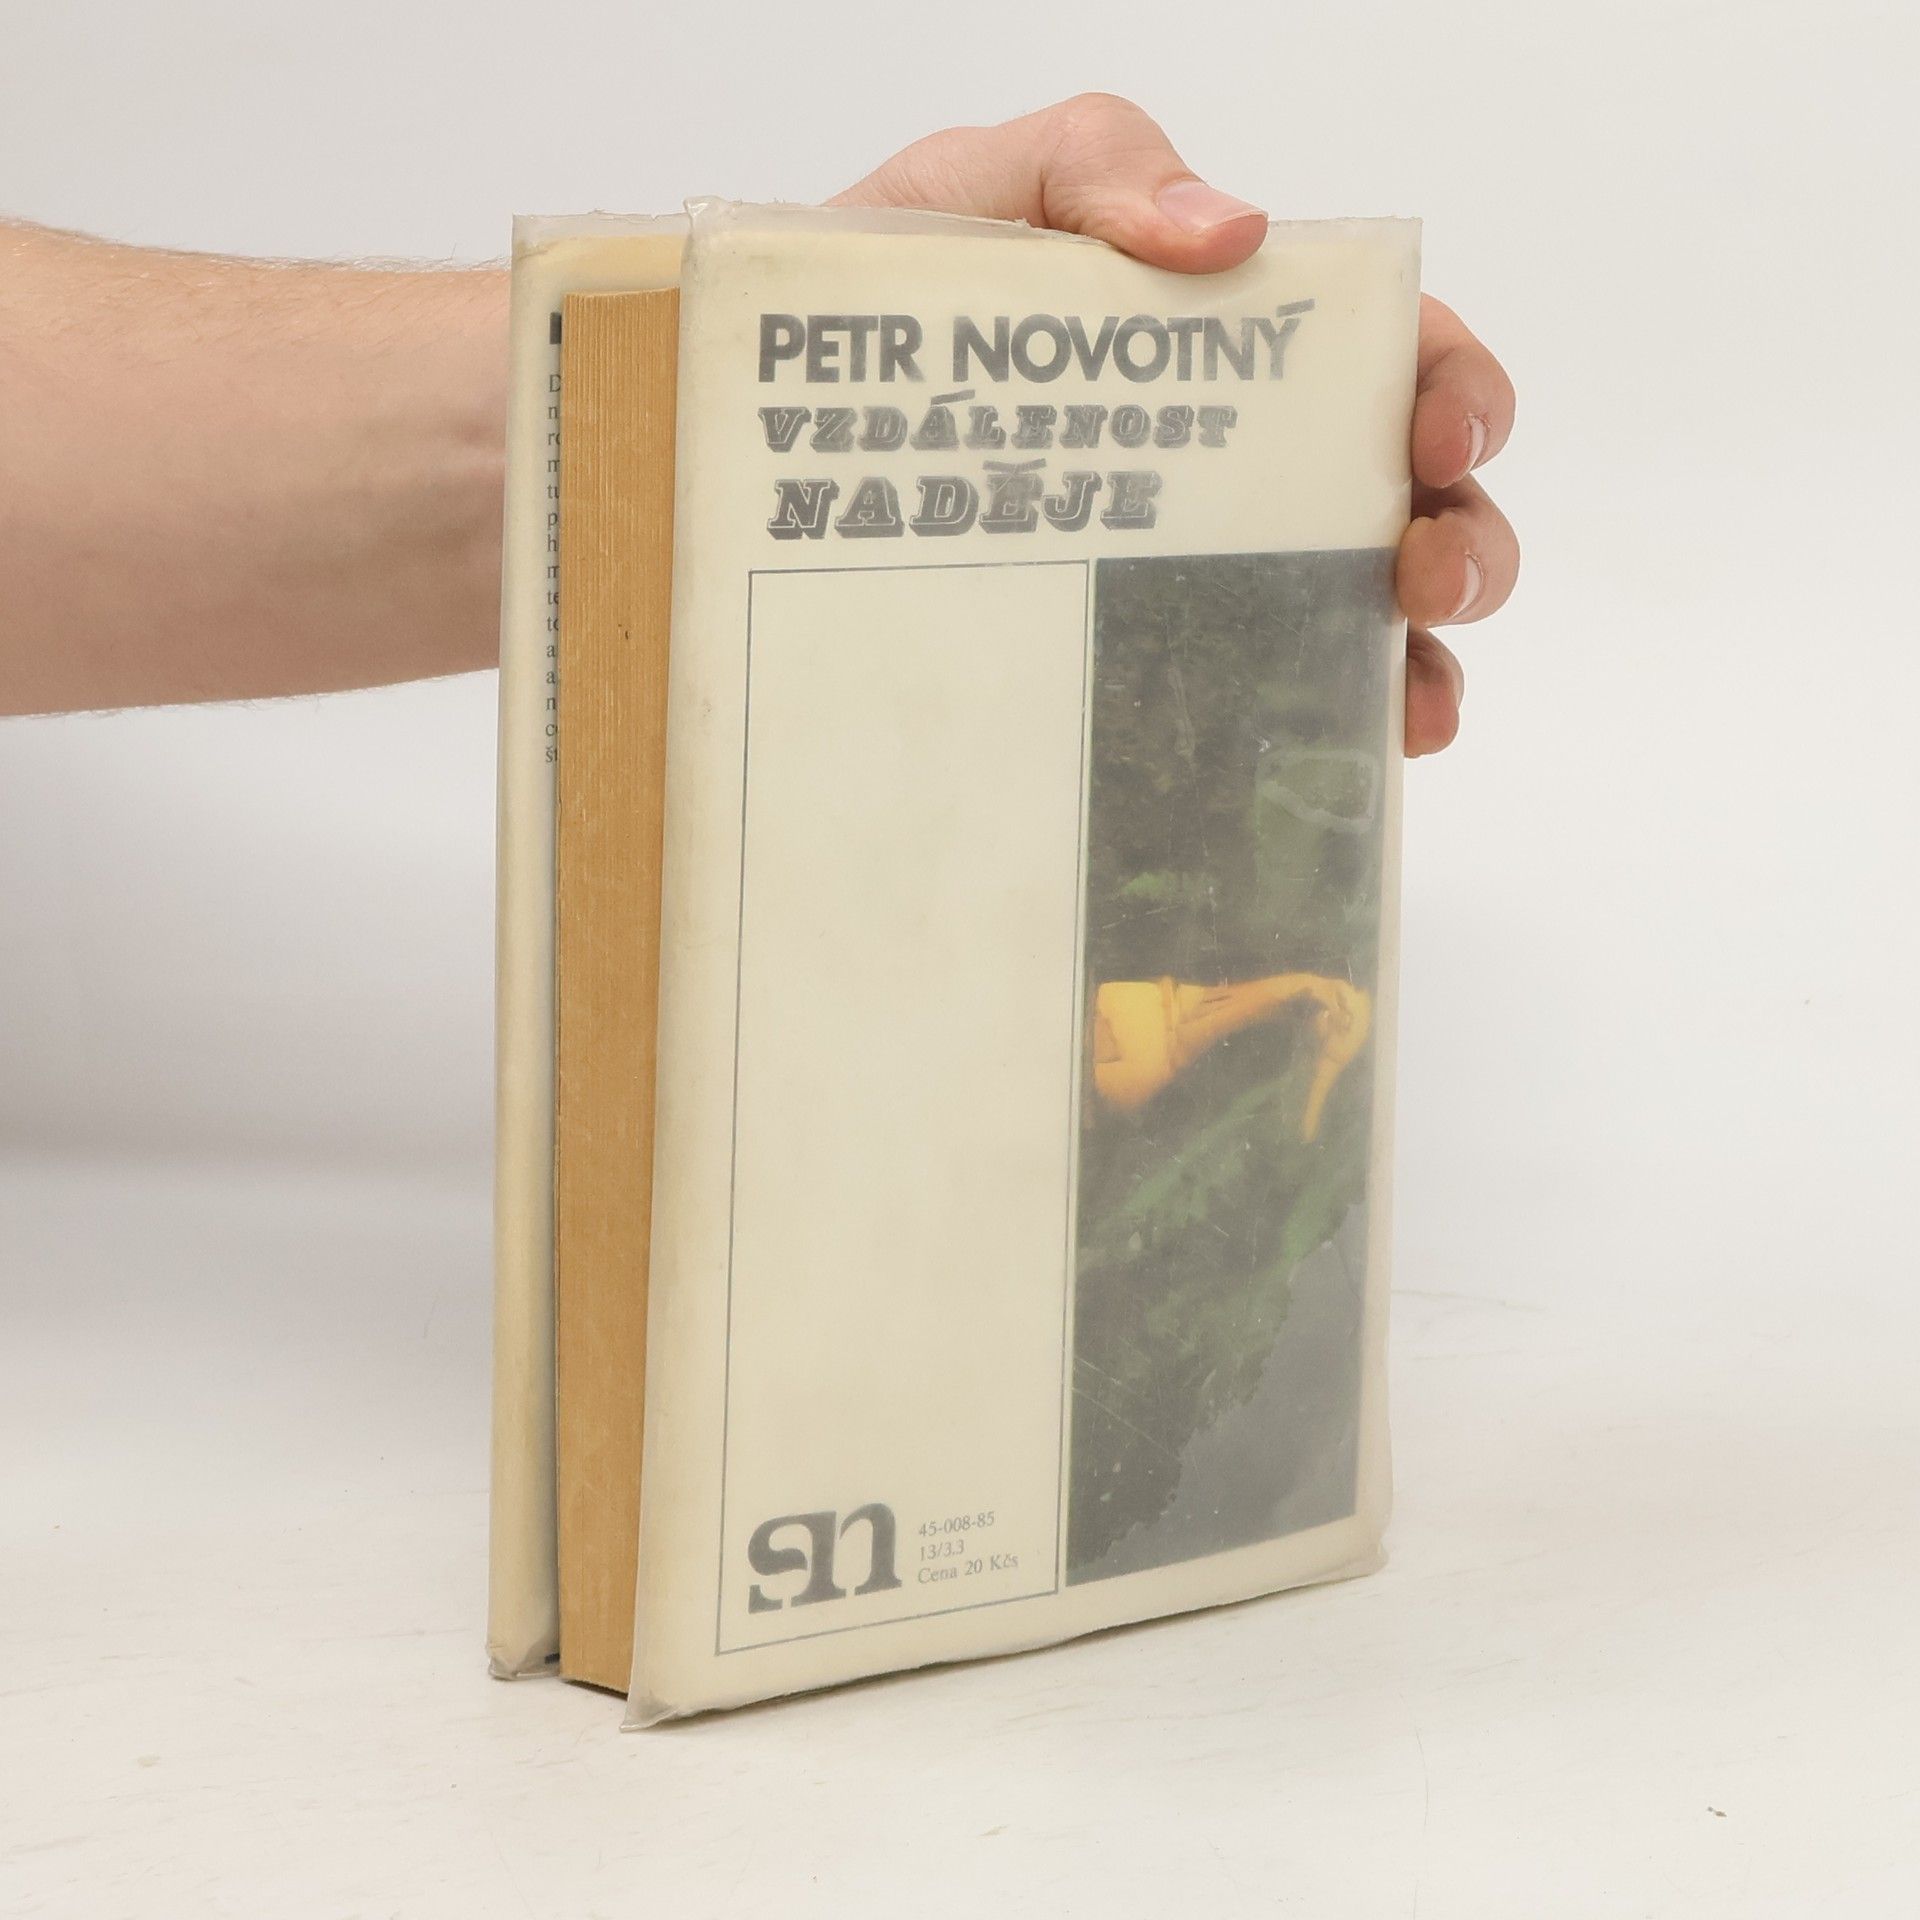 PETR NOVOTNÝ
VZDÁLENOST
NADĚJE
sn
45-008-85
13/3.3
Cena 20 Kčs